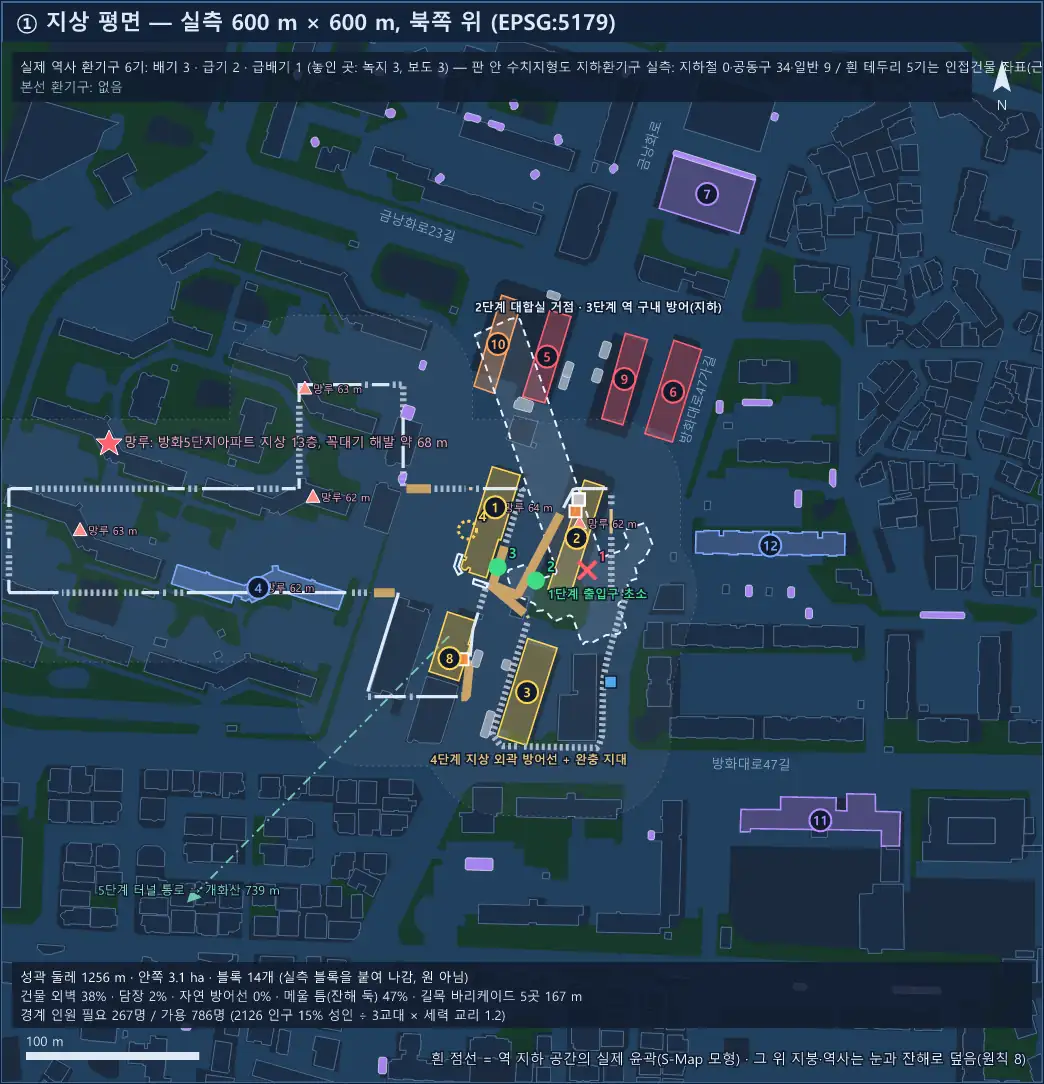 ① 지상 평면 — 실측 600 m × 600 m, 북쪽 위 (EPSG:5179)
실제 역사 환기구 6기: 배기 3 · 급기 2 · 급배기 1 (놓인 곳: 녹지 3, 보도 3) — 판 안 수치지형도 지하환기구 실측: 지하철 0·공동구 34·일반 9 / 흰 테두리 5기는 인접건물 좌표(근
본선 환기구: 없음
N
금낭화로
7
금낭화로23길
2단계 대합실 거점 · 3단계 역 구내 방어(지하)
10
5
9
6
방화대로47가길
망루 63 m
망루: 방화5단지아파트 지상 13층, 꼭대기 해발 약 68 m
망루 62 m
1
망루 64 m
4
망루 63 m
망루 62 m
2
12
3
2
1
4
망루 62 m
1단계 출입구 초소
8
3
4단계 지상 외곽 방어선 + 완충 지대
방화대로47길
11
5단계 터널 통로 · 개화산 739 m
성곽 둘레 1256 m · 안쪽 3.1 ha · 블록 14개 (실측 블록을 붙여 나감, 원 아님)
건물 외벽 38% · 담장 2% · 자연 방어선 0% · 메울 틈(잔해 둑) 47% · 길목 바리케이드 5곳 167 m
경계 인원 필요 267명 / 가용 786명 (2126 인구 15% 성인 ÷ 3교대 × 세력 교리 1.2)
100 m
흰 점선 = 역 지하 공간의 실제 윤곽(S-Map 모형) · 그 위 지붕·역사는 눈과 잔해로 덮음(원칙 8)